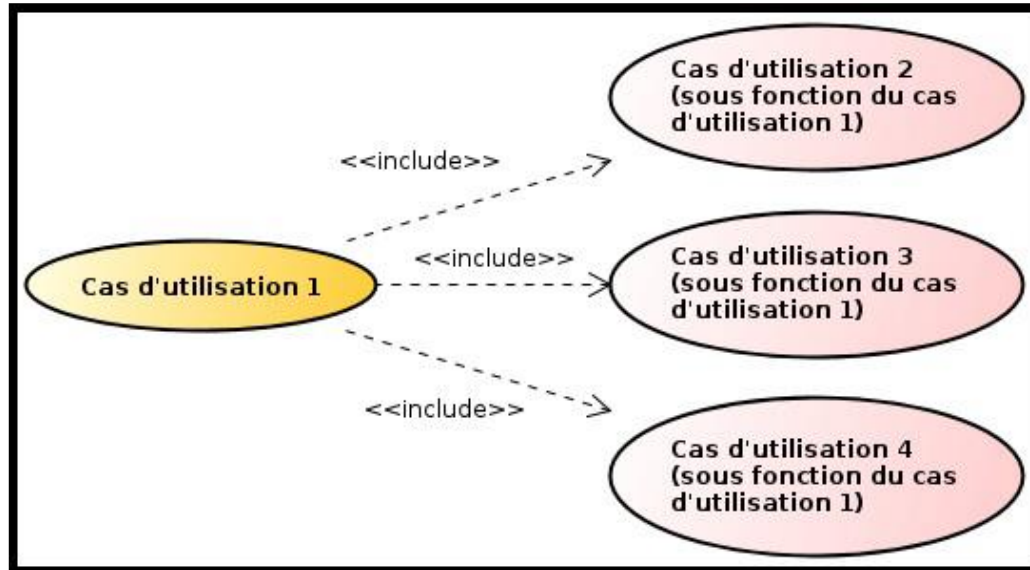 Cas d'utilisation 2
(sous fonction du cas
d'utilisation 1)
<<include>>
Cas d'utilisation 1
<<include>>
Cas d'utilisation 3
(sous fonction du cas
d'utilisation 1)
<<include>>
Cas d'utilisation 4
(sous fonction du cas
d'utilisation 1)